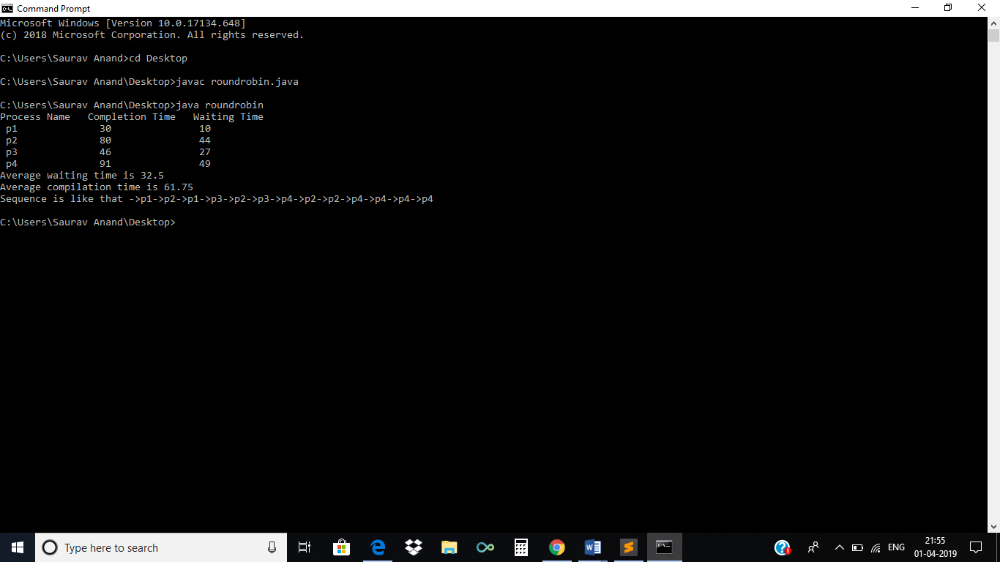 Command Prompt
Microsoft Windows [Version 10.0.17134.648]
(c) 2018 Microsoft Corporation. All rights reserved.
C:\Users\Saurav Anand>cd Desktop
C:\Users\Saurav Anand\Desktop>javac roundrobin.java
C:\Users\Saurav Anand\Desktop>java roundrobin
Process Name   Completion Time   Waiting Time
p1              30               10
p2              80               44
p3              46               27
p4              91               49
Average waiting time is 32.5
Average compilation time is 61.75
Sequence is like that ->p1->p2->p1->p3->p2->p3->p4->p2->p2->p4->p4->p4->p4
C:\Users\Saurav Anand\Desktop>
Type here to search
ENG
21:55
01-04-2019